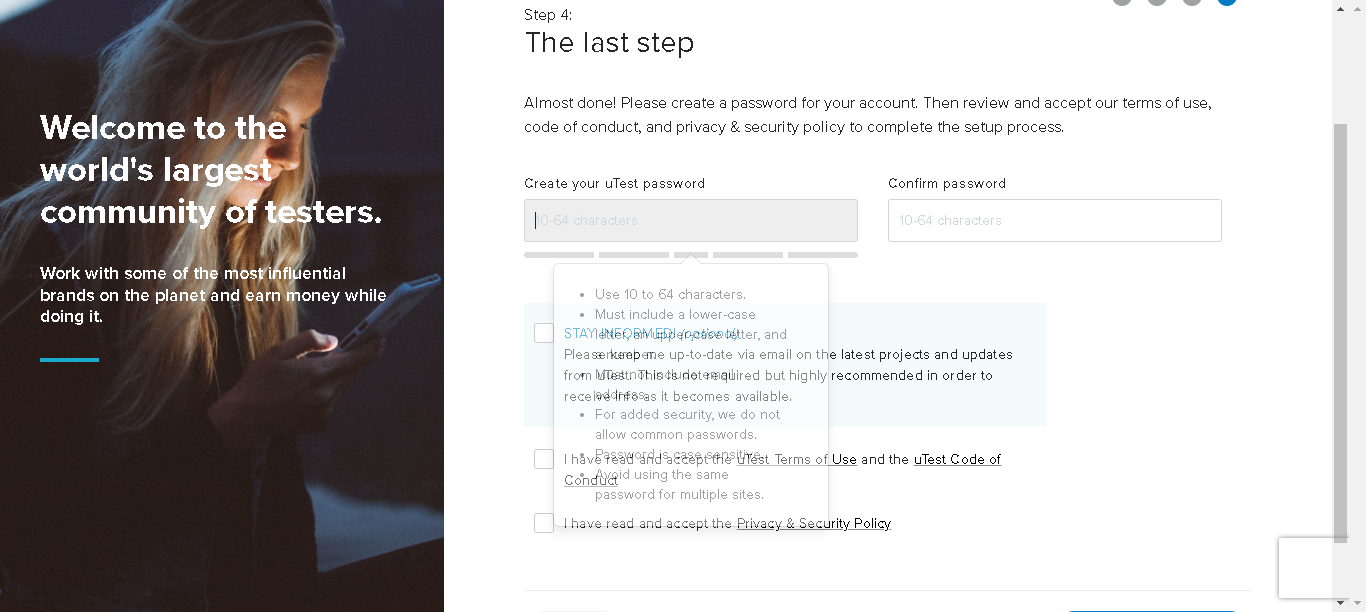 Step 4:
The last step
Welcome to the
world's largest
community of testers.
Work with some of the most influential
brands on the planet and earn money while
doing it.
Almost done! Please create a password for your account. Then review and accept our terms of use,
code of conduct, and privacy & security policy to complete the setup process.
Create your uTest password
Confirm password
10-64 characters
10-64 characters
Use 10 to 64 characters.
Must include a lower-case
letter, an upper-case letter, and
a number.
Must not include email
address.
For added security, we do not
allow common passwords.
Password is case sensitive.
Avoid using the same
password for multiple sites.
STAY INFORMED! (optional)
Please keep me up-to-date via email on the latest projects and updates
from uTest. This is not required but highly recommended in order to
receive info as it becomes available.
I have read and accept the uTest Terms of Use and the uTest Code of
Conduct
I have read and accept the Privacy & Security Policy